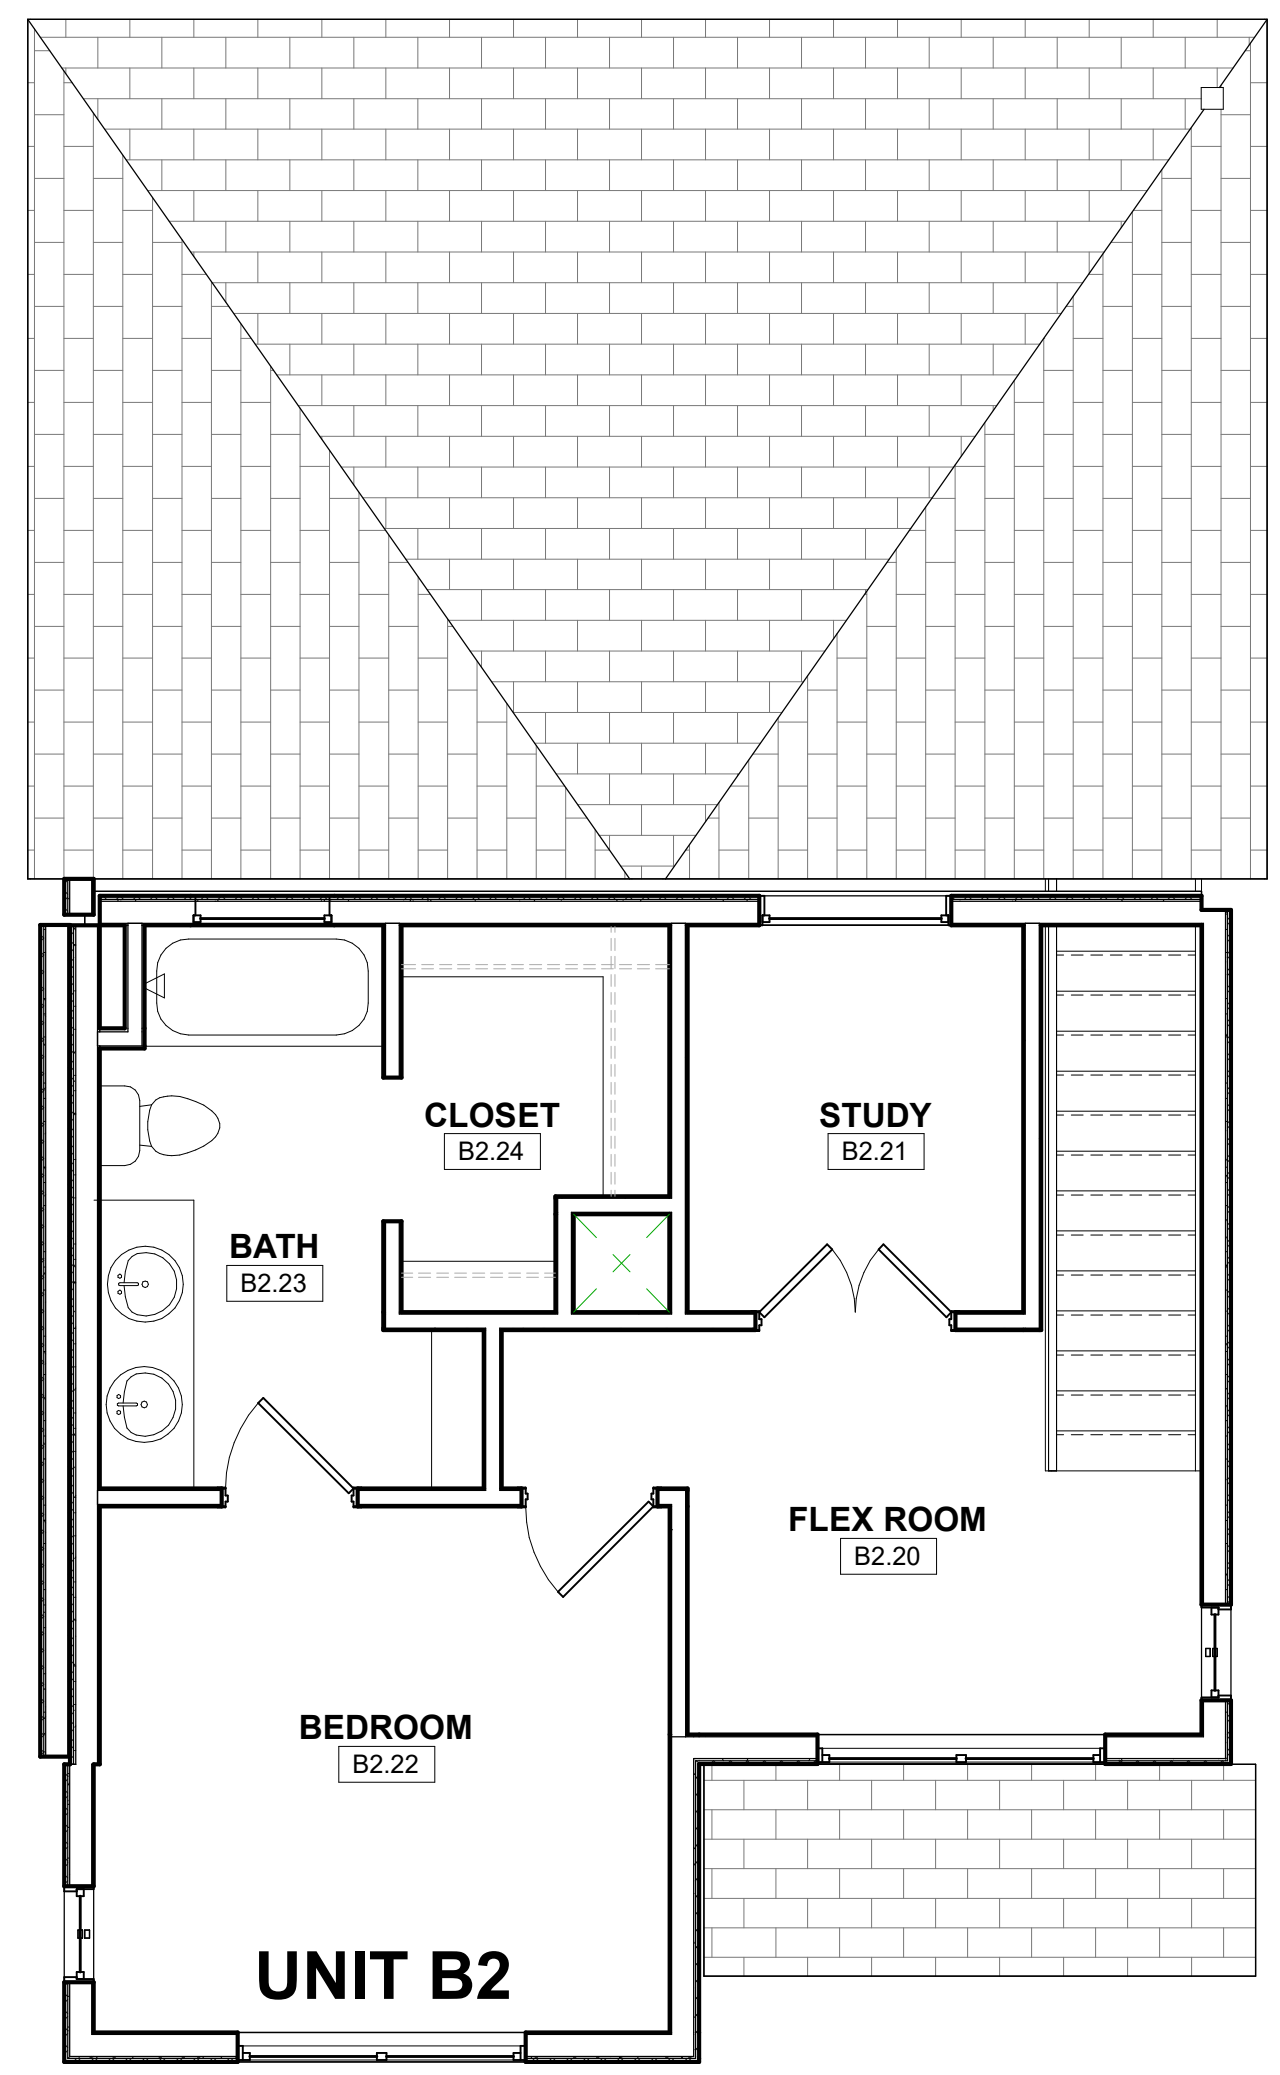 CLOSET
B2.24
STUDY
B2.21
BATH
B2.23
FLEX ROOM
B2.20
BEDROOM
B2.22
UNIT B2